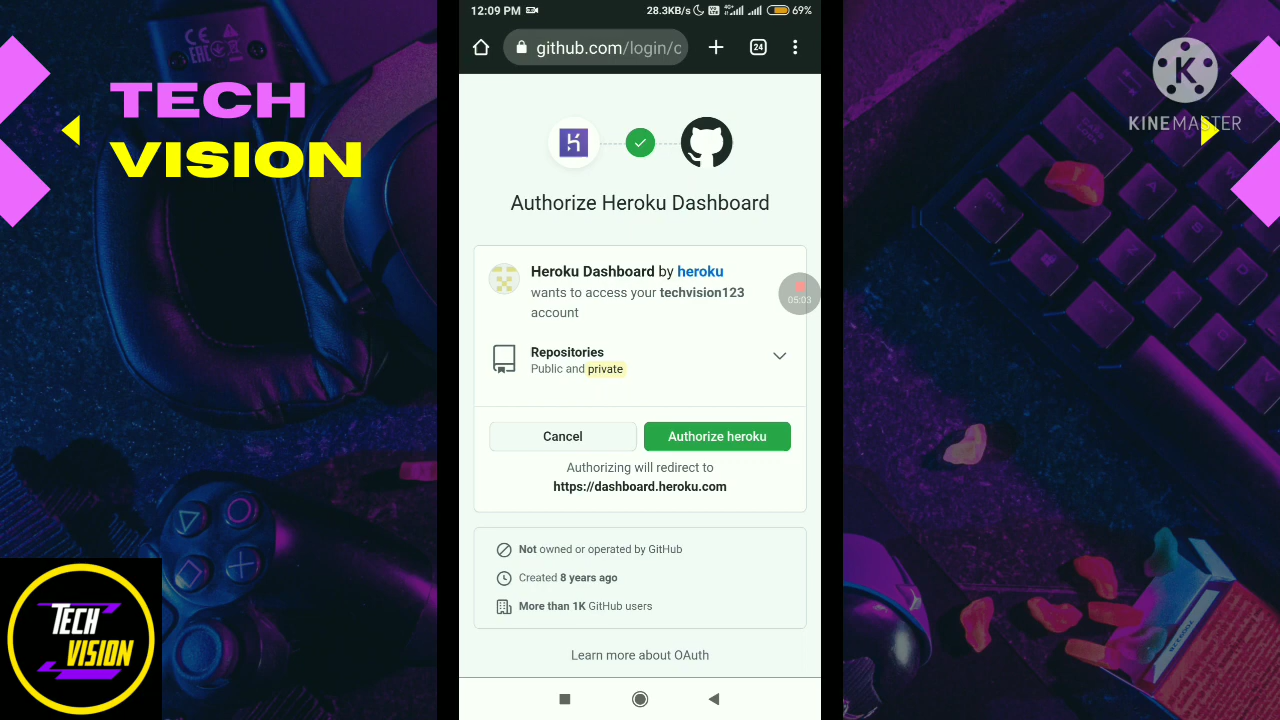 TECH
VISION
TECH
VISION
12:09 PM
28.3KB/s
4G+
69%
github.com/login/o
24
Authorize Heroku Dashboard
Heroku Dashboard by heroku
wants to access your techvision123
account
05:03
Repositories
Public and private
Cancel
Authorize heroku
Authorizing will redirect to
https://dashboard.heroku.com
Not owned or operated by GitHub
Created 8 years ago
More than 1K GitHub users
Learn more about OAuth
K
KINEMASTER